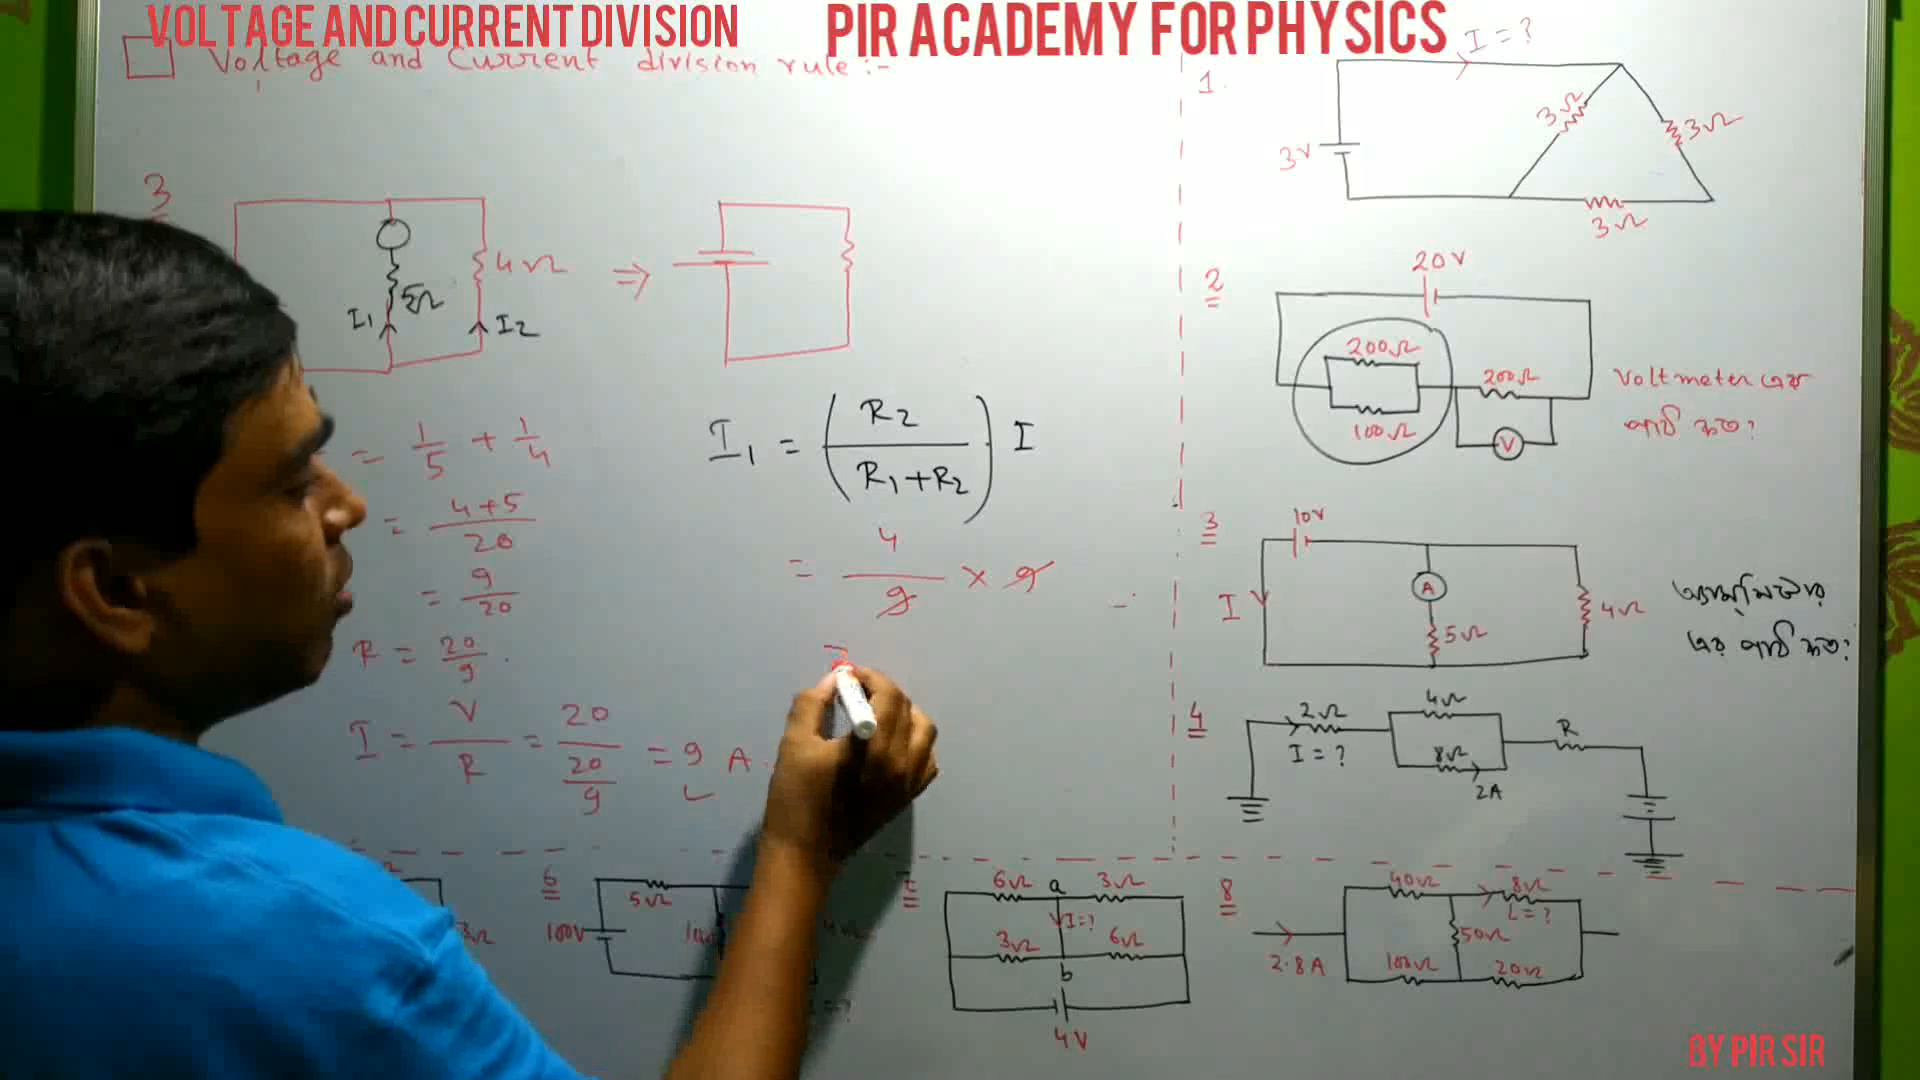 VOLTAGE AND CURRENT DIVISION
PIR ACADEMY FOR PHYSICS
Voltage and Current division rule :-
3
4Ω
5Ω
I1
I2
⇒
= 1/5 + 1/4
= 4+5/20
= 9/20
R = 20/9 .
I = V/R = 20/(20/9) = 9 A .
I1 = (R2/(R1+R2)) I
= 4/9 × 9
1.
I = ?
3V
3Ω
3Ω
3Ω
2
20V
200Ω
100Ω
200Ω
V
Voltmeter এর
পাঠ কত?
3
10V
I
A
5Ω
4Ω
অ্যামমিটার
এর পাঠ কত?
4
2Ω
I = ?
4Ω
8Ω
2A
R
3Ω
6
5Ω
100V
6Ω
a
3Ω
I=?
3Ω
6Ω
b
4V
8
40Ω
8Ω
50Ω
2.8A
100Ω
20Ω
BY PIR SIR